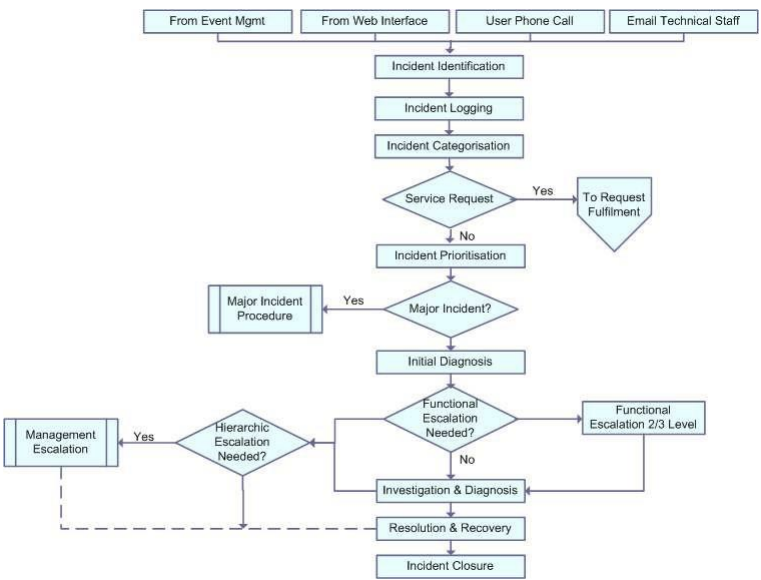 From Event Mgmt
From Web Interface
User Phone Call
Email Technical Staff
Incident Identification
Incident Logging
Incident Categorisation
Service Request
Yes
To Request
Fulfilment
No
Incident Prioritisation
Major Incident
Procedure
Yes
Major Incident?
Initial Diagnosis
Functional
Escalation
Needed?
Functional
Escalation 2/3 Level
Management
Escalation
Yes
Hierarchic
Escalation
Needed?
No
Investigation & Diagnosis
Resolution & Recovery
Incident Closure